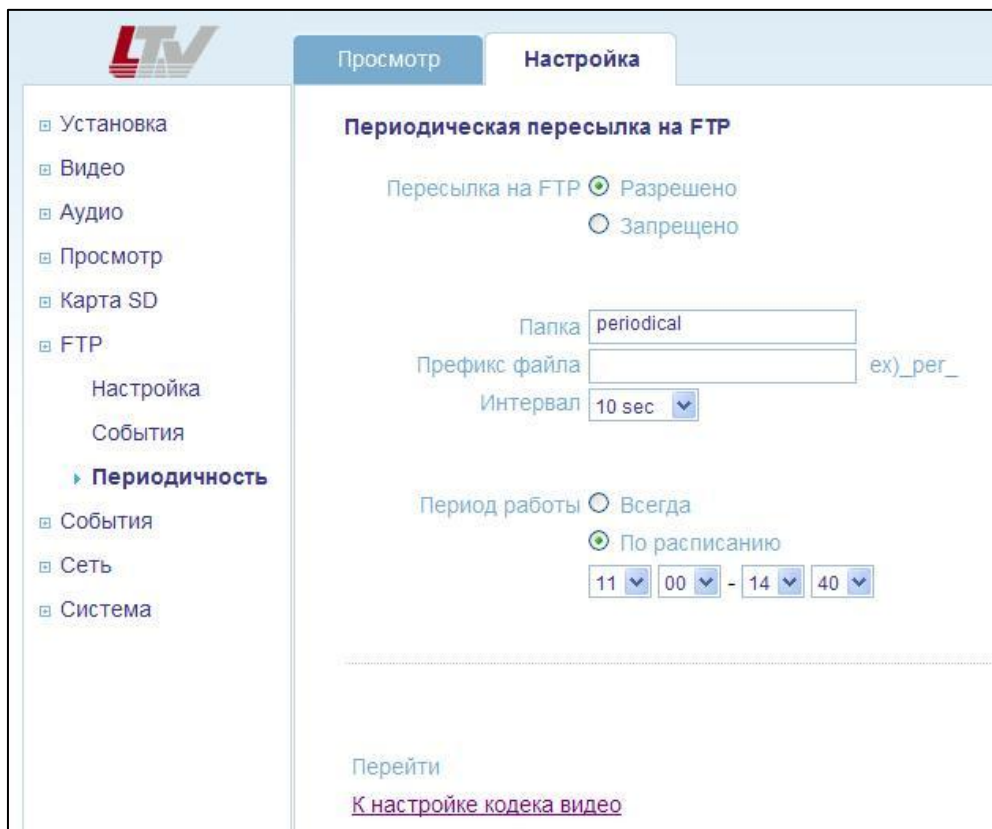 LTV
Просмотр
Настройка
Установка
Видео
Аудио
Просмотр
Карта SD
FTP
Настройка
События
Периодичность
События
Сеть
Система
Периодическая пересылка на FTP
Пересылка на FTP Разрешено
Запрещено
Папка periodical
Префикс файла ex)_per_
Интервал 10 sec
Период работы Всегда
По расписанию
11 00 - 14 40
Перейти
К настройке кодека видео